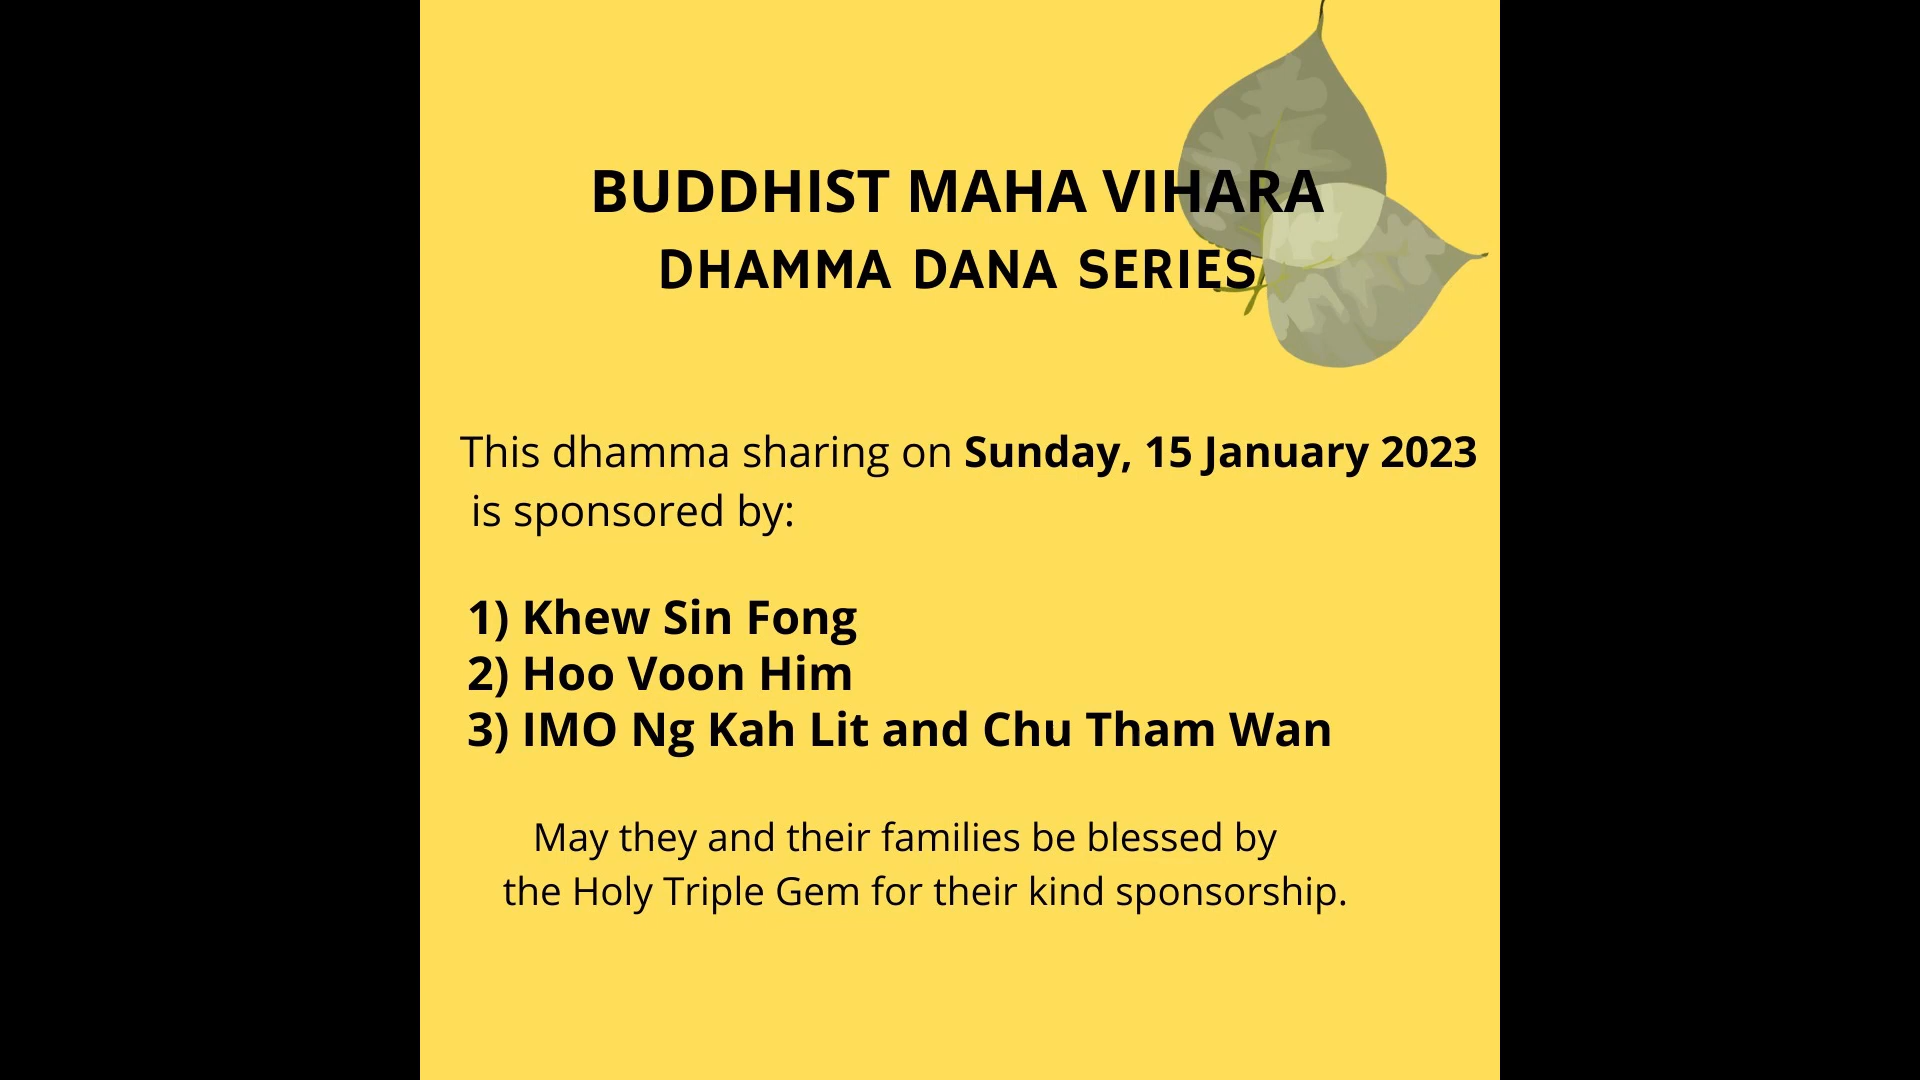 BUDDHIST MAHA VIHARA
DHAMMA DANA SERIES
This dhamma sharing on Sunday, 15 January 2023
is sponsored by:
1) Khew Sin Fong
2) Hoo Voon Him
3) IMO Ng Kah Lit and Chu Tham Wan
May they and their families be blessed by
the Holy Triple Gem for their kind sponsorship.